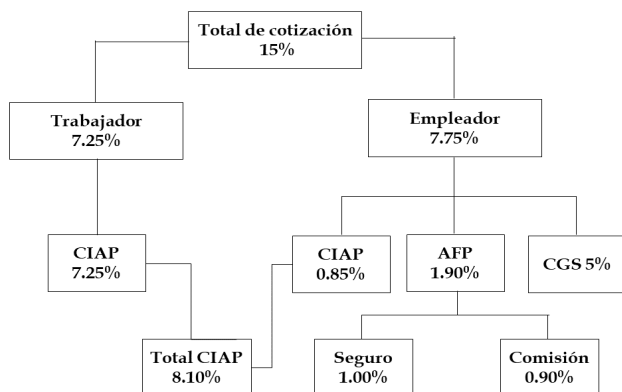 Total de cotización
15%
Trabajador
7.25%
Empleador
7.75%
CIAP
7.25%
CIAP
0.85%
AFP
1.90%
CGS 5%
Total CIAP
8.10%
Seguro
1.00%
Comisión
0.90%